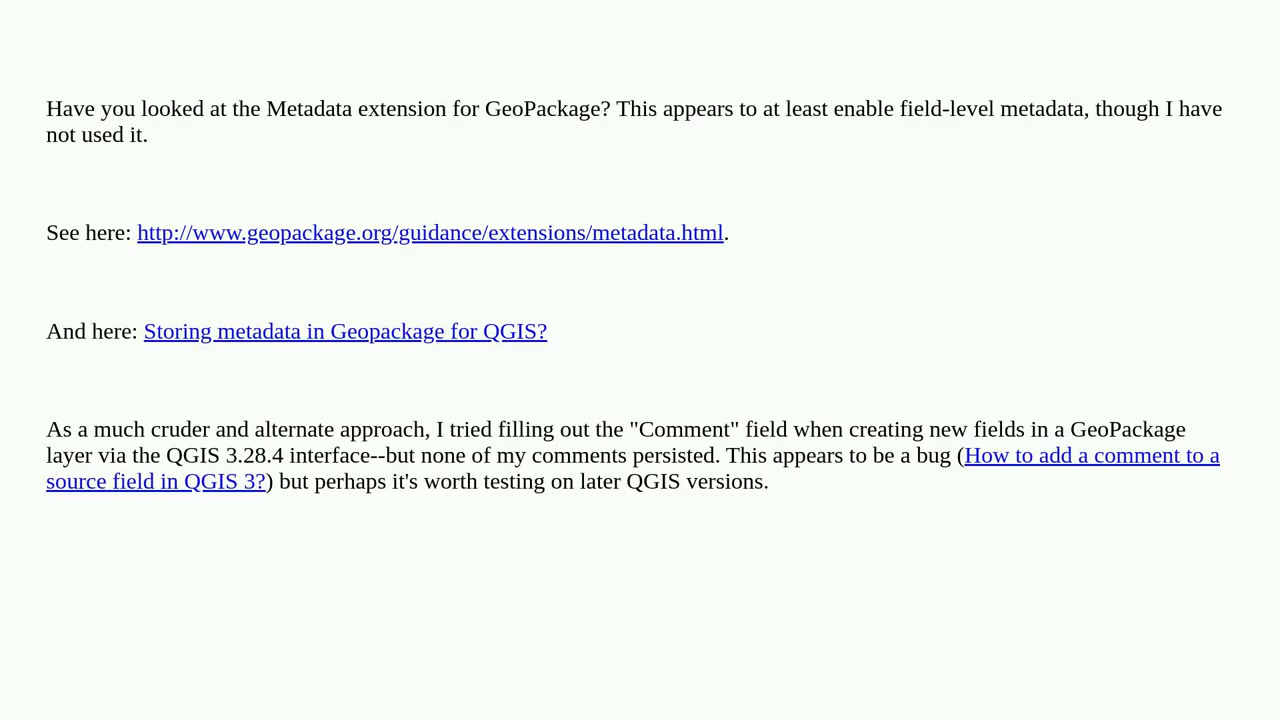 Have you looked at the Metadata extension for GeoPackage? This appears to at least enable field-level metadata, though I have
not used it.
See here: http://www.geopackage.org/guidance/extensions/metadata.html.
And here: Storing metadata in Geopackage for QGIS?
As a much cruder and alternate approach, I tried filling out the "Comment" field when creating new fields in a GeoPackage
layer via the QGIS 3.28.4 interface--but none of my comments persisted. This appears to be a bug (How to add a comment to a
source field in QGIS 3?) but perhaps it's worth testing on later QGIS versions.